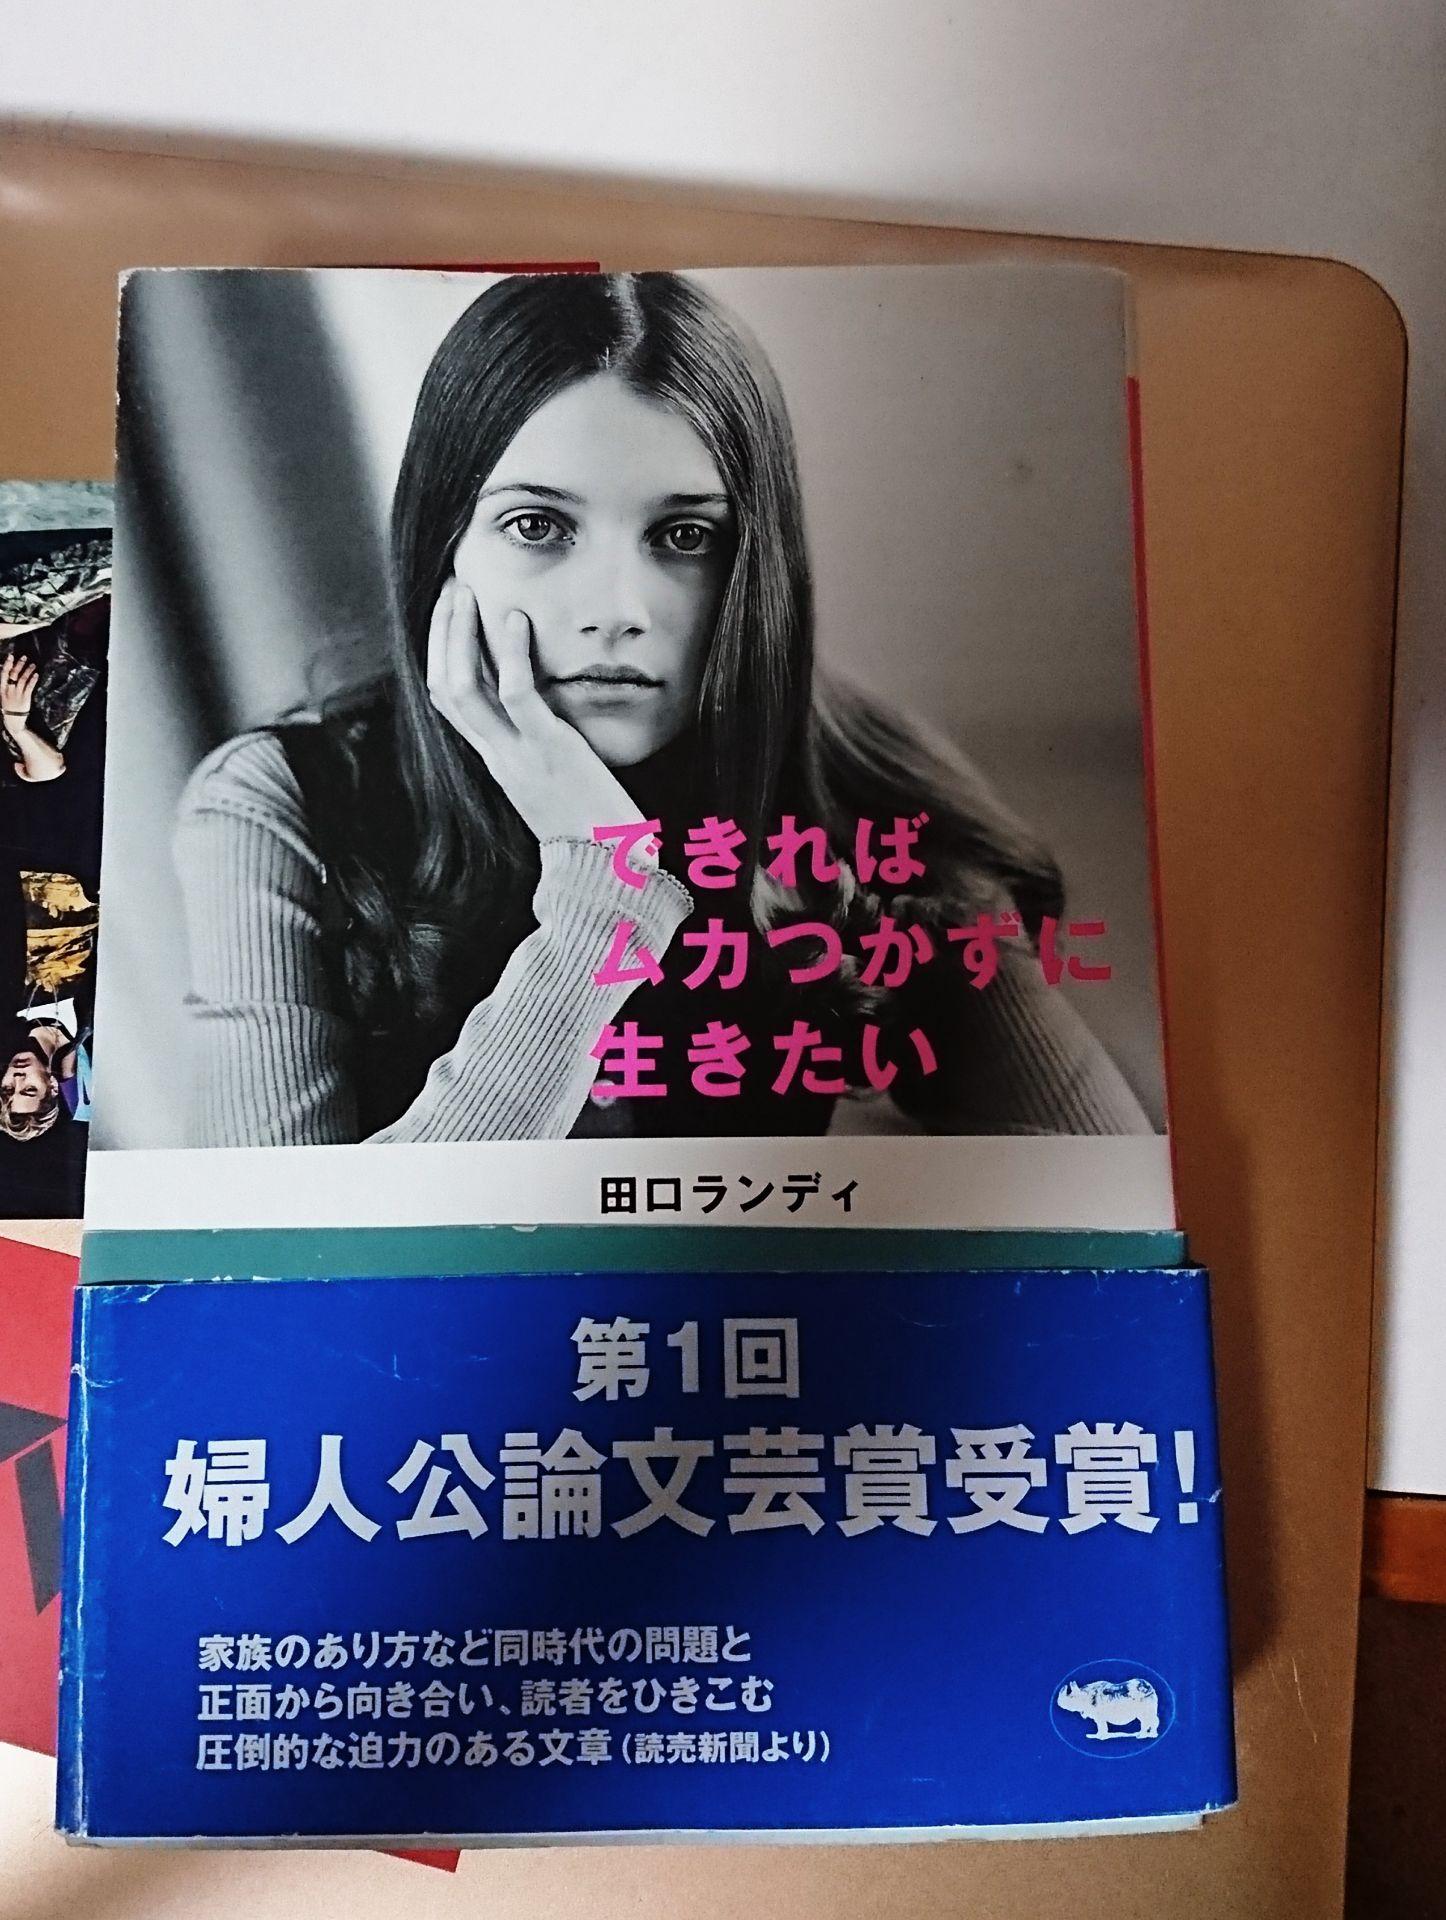 できれば
ムカつかずに
生きたい
田口ランディ
第1回
婦人公論文芸賞受賞!
家族のあり方など同時代の問題と
正面から向き合い、読者をひきこむ
圧倒的な迫力のある文章(読売新聞より)